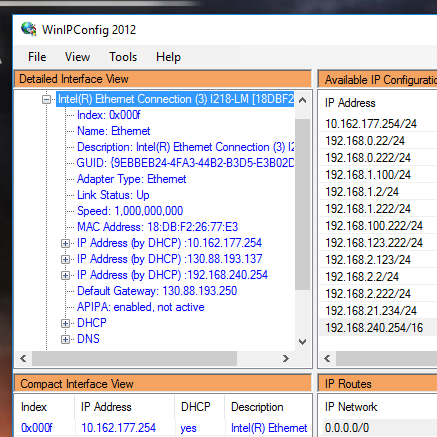 WinIPConfig 2012
File View Tools Help
Detailed Interface View
Intel(R) Ethernet Connection (3) I218-LM [18DBF2
Index: 0x000f
Name: Ethernet
Description: Intel(R) Ethernet Connection (3) I
GUID: {9EBBEB24-4FA3-44B2-B3D5-E3B02D
Adapter Type: Ethernet
Link Status: Up
Speed: 1,000,000,000
MAC Address: 18:DB:F2:26:77:E3
IP Address (by DHCP) :10.162.177.254
IP Address (by DHCP) :130.88.193.137
IP Address (by DHCP) :192.168.240.254
Default Gateway: 130.88.193.250
APIPA: enabled, not active
DHCP
DNS
Available IP Configuratio
IP Address
10.162.177.254/24
192.168.0.22/24
192.168.0.222/24
192.168.1.100/24
192.168.1.2/24
192.168.1.222/24
192.168.100.222/24
192.168.123.222/24
192.168.2.123/24
192.168.2.2/24
192.168.2.222/24
192.168.21.234/24
192.168.240.254/16
Compact Interface View
Index IP Address DHCP Description
0x000f 10.162.177.254 yes Intel(R) Ethernet
IP Routes
IP Network
0.0.0.0/0